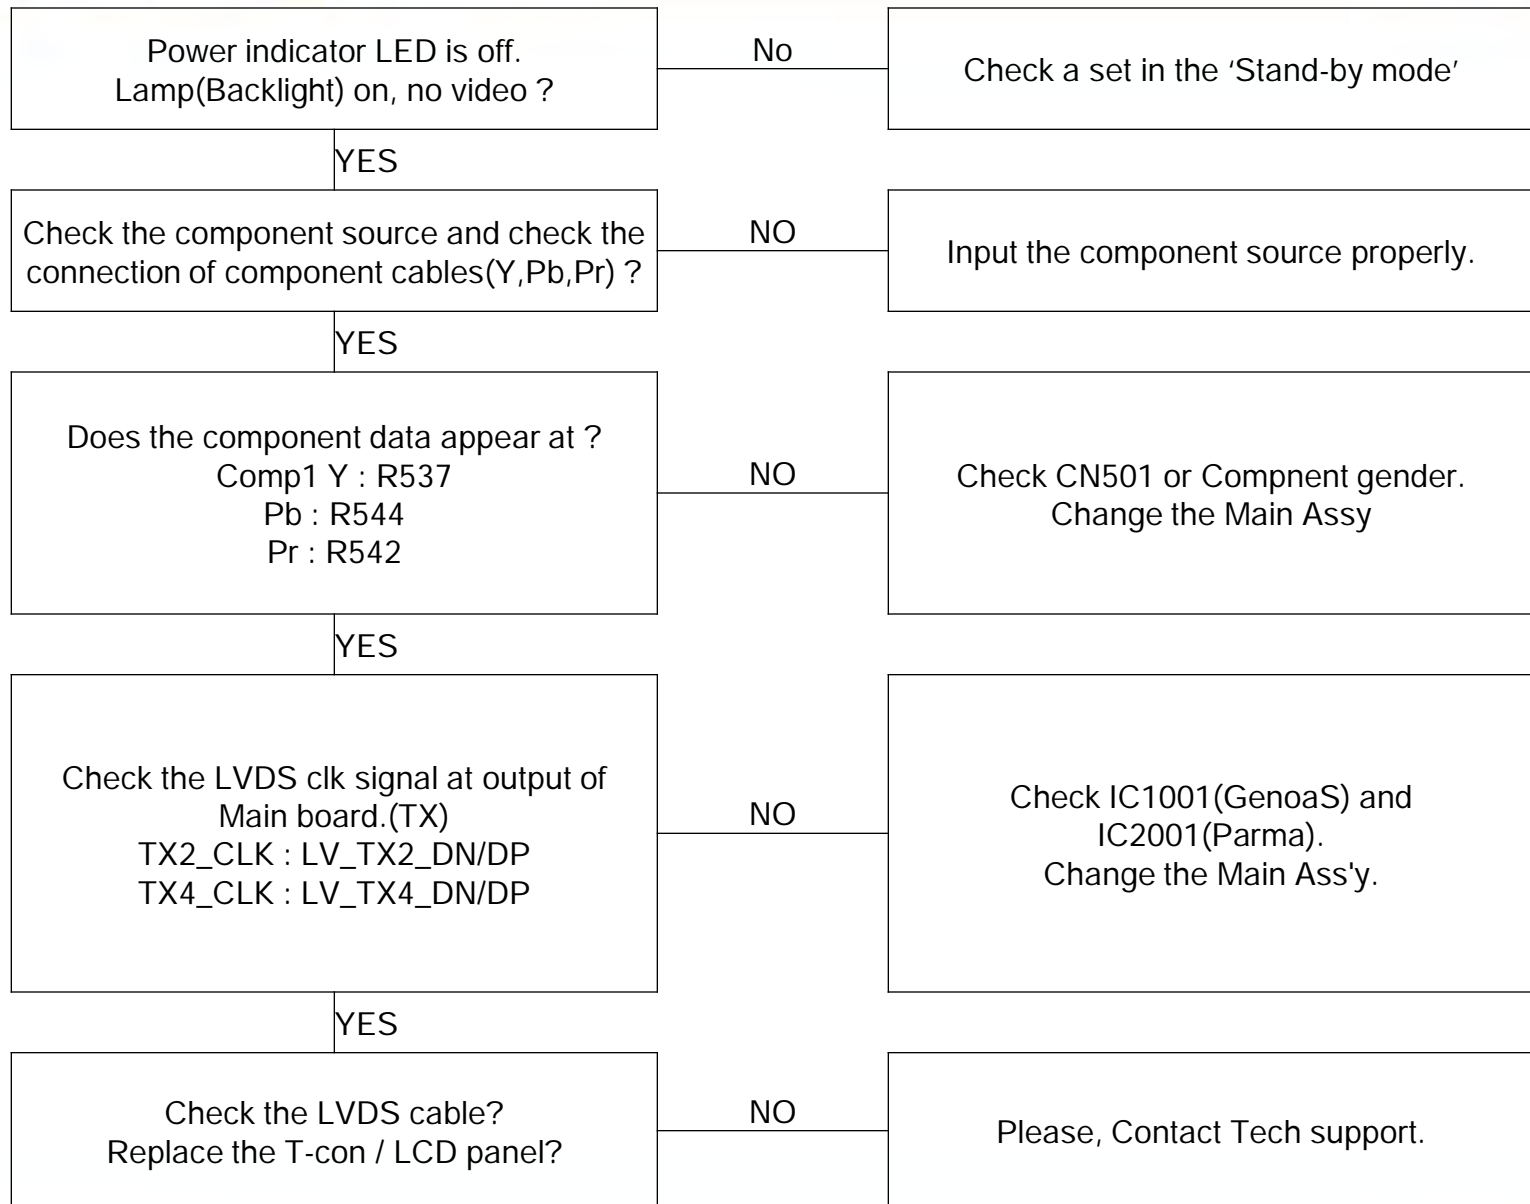 Power indicator LED is off.
Lamp(Backlight) on, no video ?
No
Check a set in the ‘Stand-by mode’
YES
Check the component source and check the
connection of component cables(Y,Pb,Pr) ?
NO
Input the component source properly.
YES
Does the component data appear at ?
Comp1 Y : R537
Pb : R544
Pr : R542
NO
Check CN501 or Compnent gender.
Change the Main Assy
YES
Check the LVDS clk signal at output of
Main board.(TX)
TX2_CLK : LV_TX2_DN/DP
TX4_CLK : LV_TX4_DN/DP
NO
Check IC1001(GenoaS) and
IC2001(Parma).
Change the Main Ass'y.
YES
Check the LVDS cable?
Replace the T-con / LCD panel?
NO
Please, Contact Tech support.